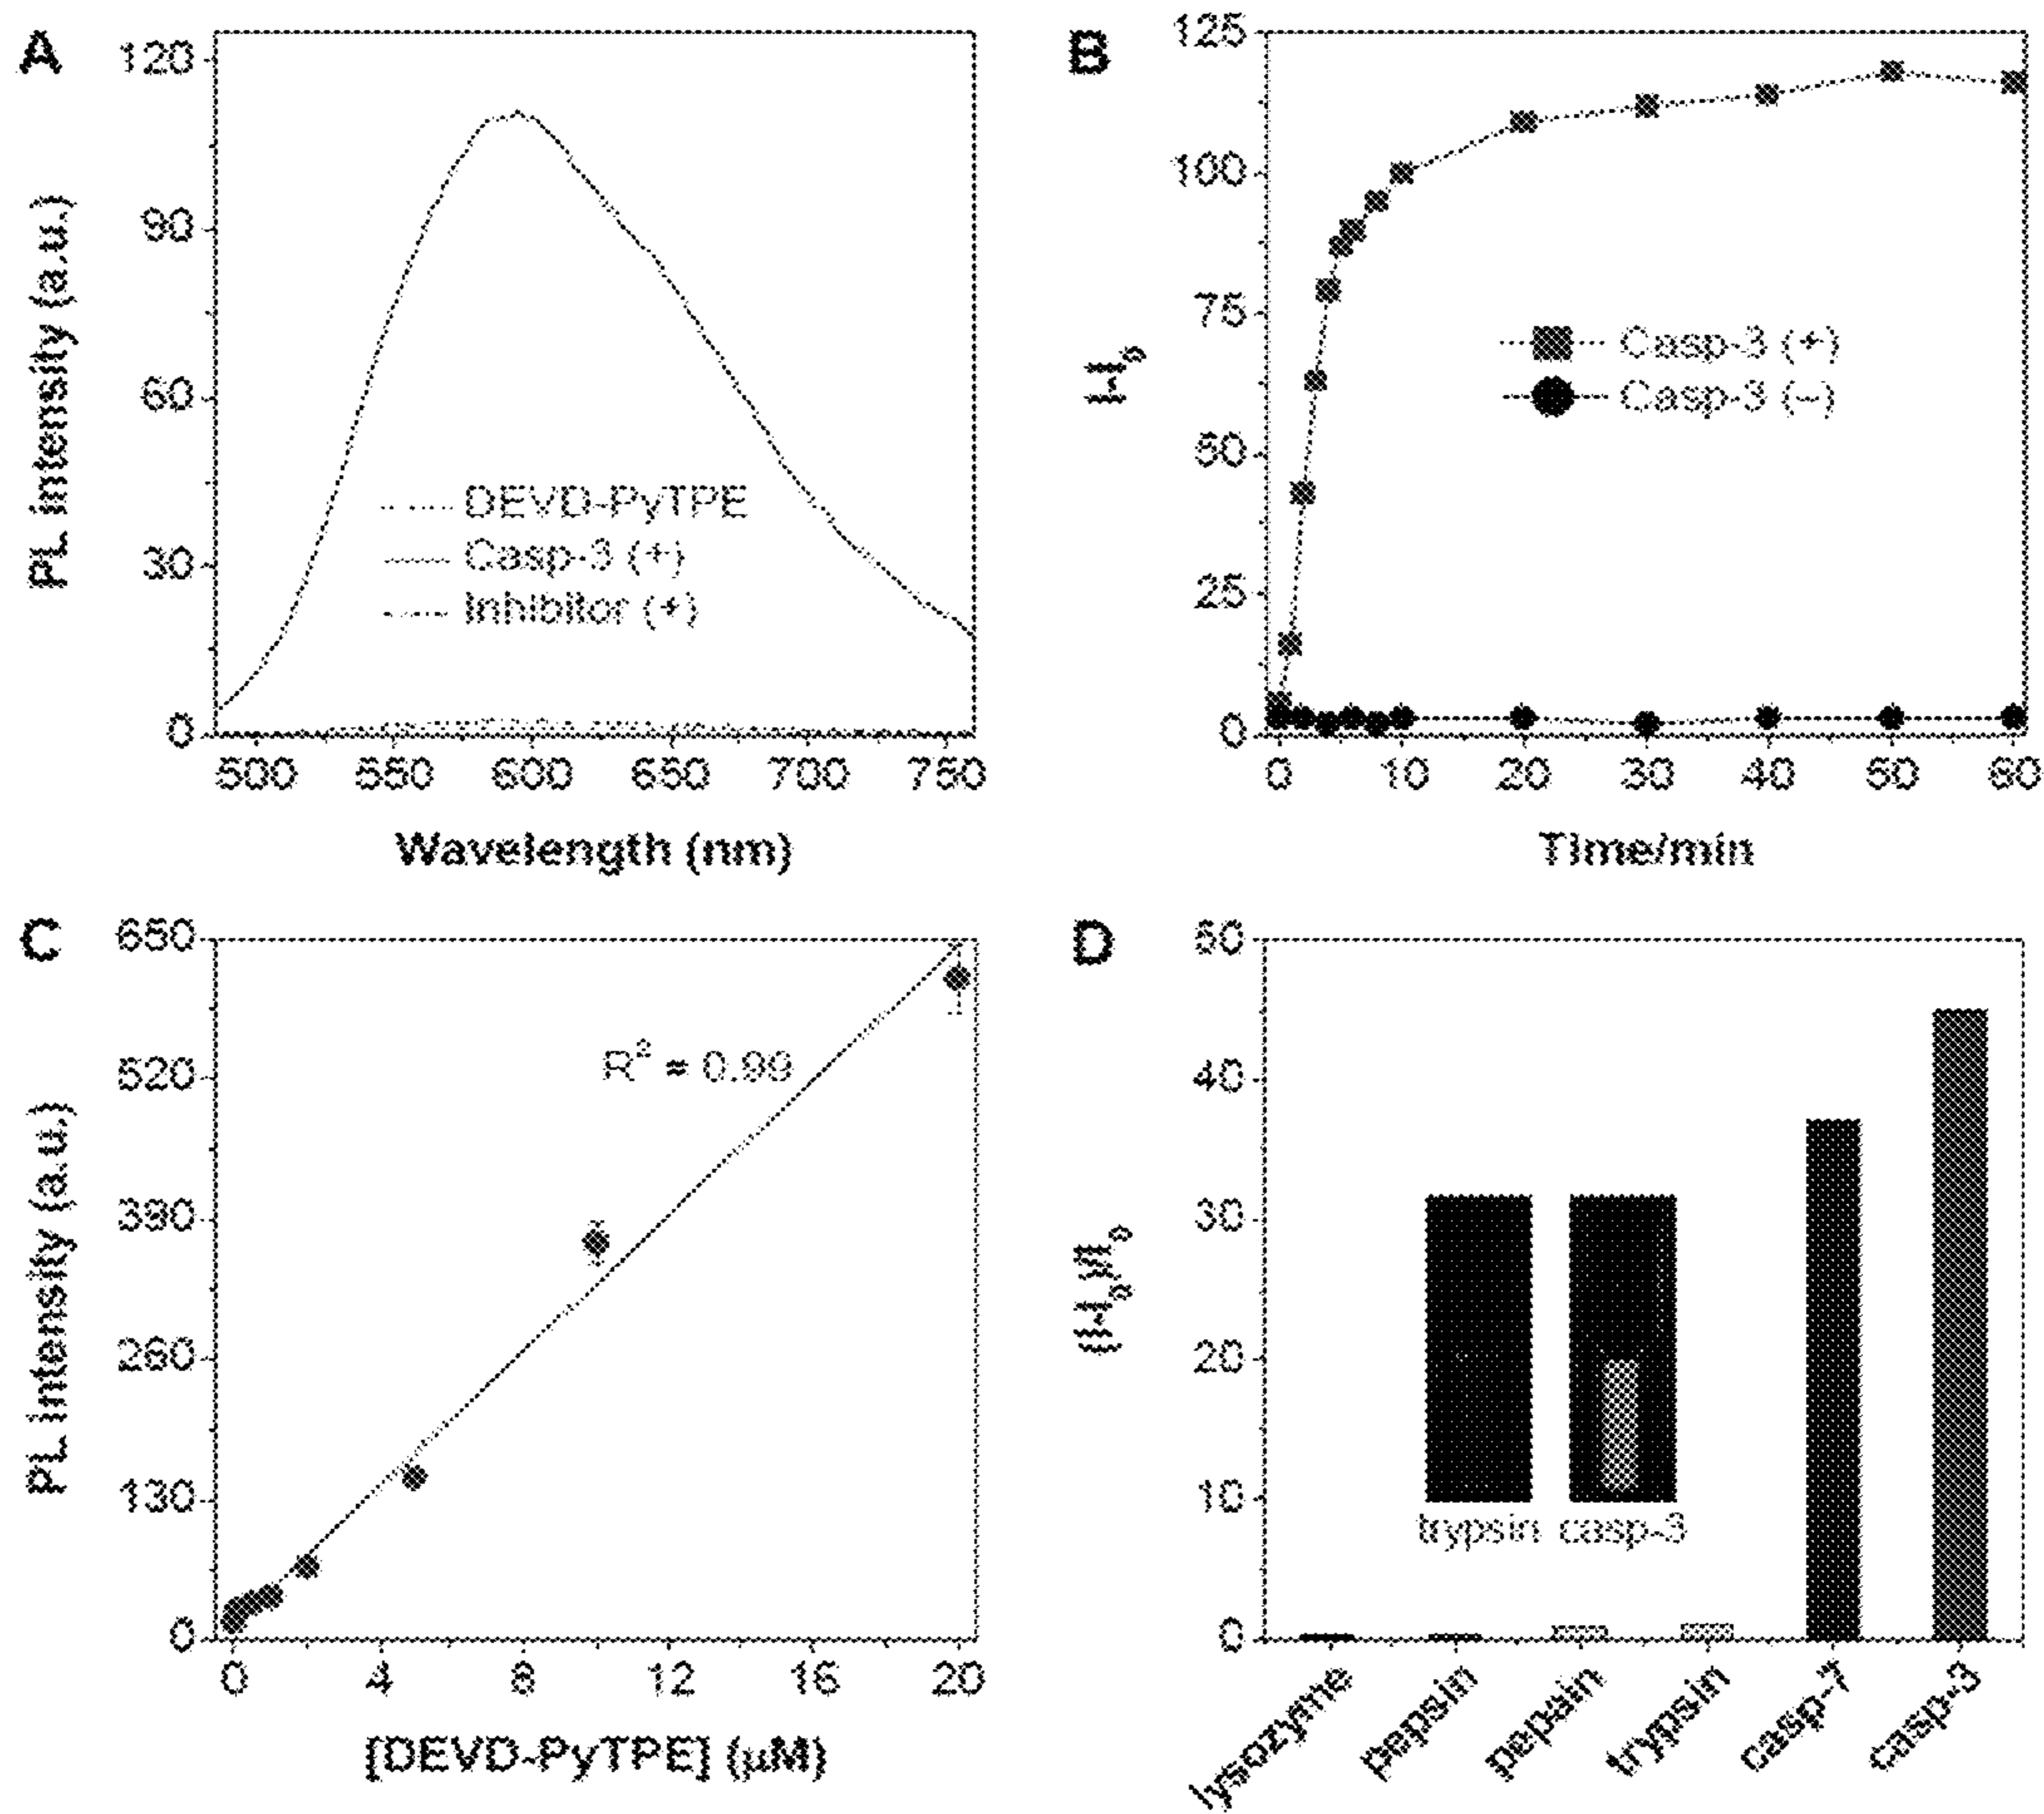 A
120
90
60
30
0
PL intensity (a.u.)
DEVD-PyTPE
Casp-3 (+)
Inhibitor (+)
500 550 600 650 700 750
Wavelength (nm)
B
125
100
75
50
25
0
I-I0
Casp-3 (+)
Casp-3 (-)
0 10 20 30 40 50 60
Time/min
C
650
520
390
260
130
0
PL intensity (a.u.)
R² = 0.99
0 4 8 12 16 20
[DEVD-PyTPE] (µM)
D
50
40
30
20
10
0
(I-I0)/I0
trypsin casp-3
lysozyme
pepsin
papain
trypsin
casp-7
casp-3